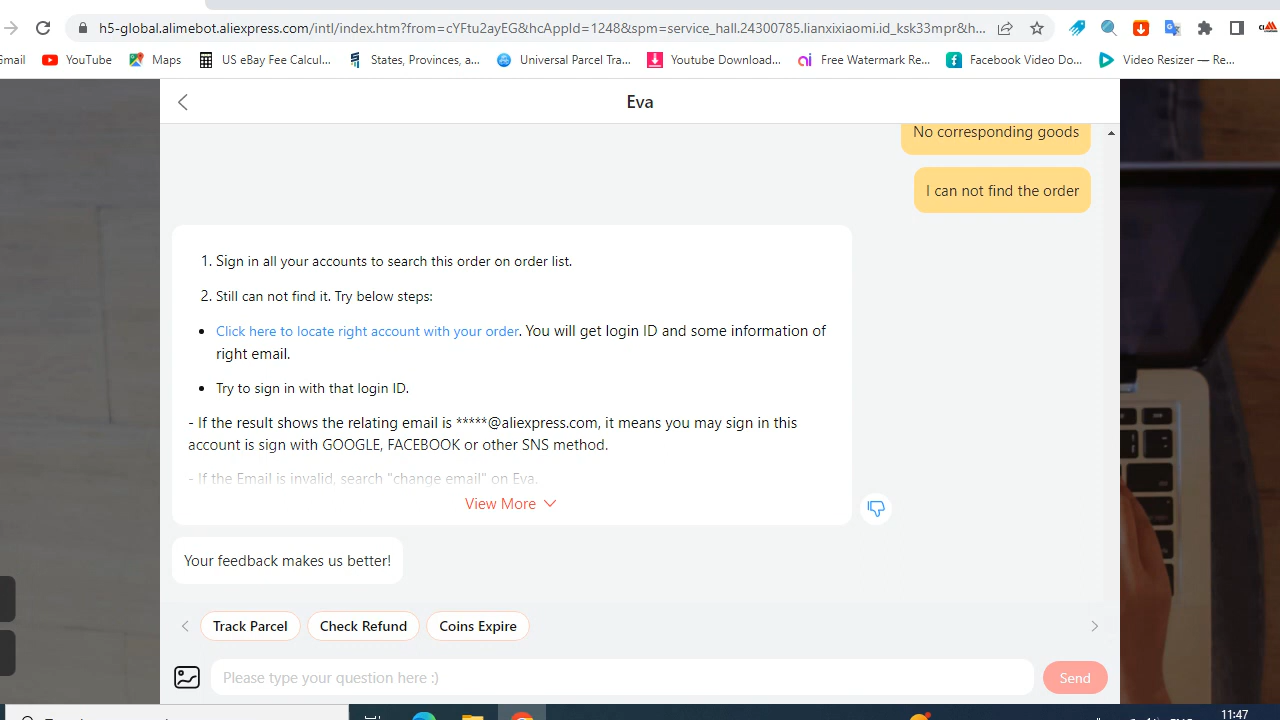 h5-global.alimebot.aliexpress.com/intl/index.htm?from=cYFtu2ayEG&hcAppId=1248&spm=service_hall.24300785.lianxixiaomi.id_ksk33mpr&h...
Gmail YouTube Maps US eBay Fee Calcul... States, Provinces, a... Universal Parcel Tra... Youtube Download... Free Watermark Re... Facebook Video Do... Video Resizer — Re...
Eva
No corresponding goods
I can not find the order
1. Sign in all your accounts to search this order on order list.
2. Still can not find it. Try below steps:
• Click here to locate right account with your order. You will get login ID and some information of
right email.
• Try to sign in with that login ID.
- If the result shows the relating email is *****@aliexpress.com, it means you may sign in this
account is sign with GOOGLE, FACEBOOK or other SNS method.
- If the Email is invalid, search "change email" on Eva.
View More
Your feedback makes us better!
Track Parcel Check Refund Coins Expire
Please type your question here :)
Send
11:47